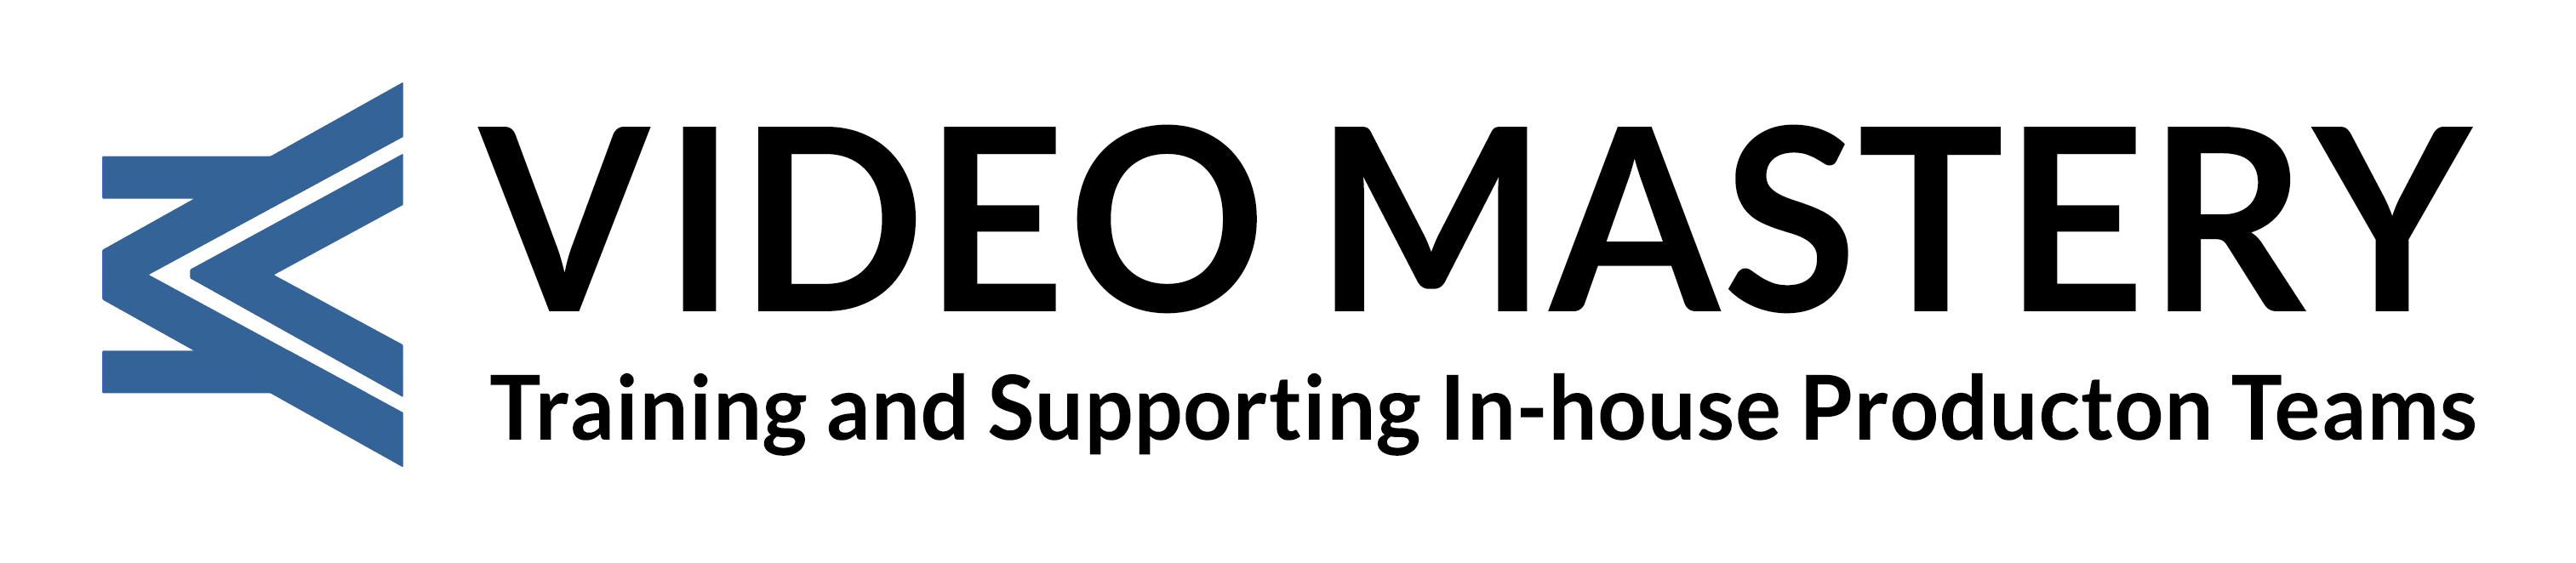 VIDEO MASTERY
Training and Supporting In-house Producton Teams